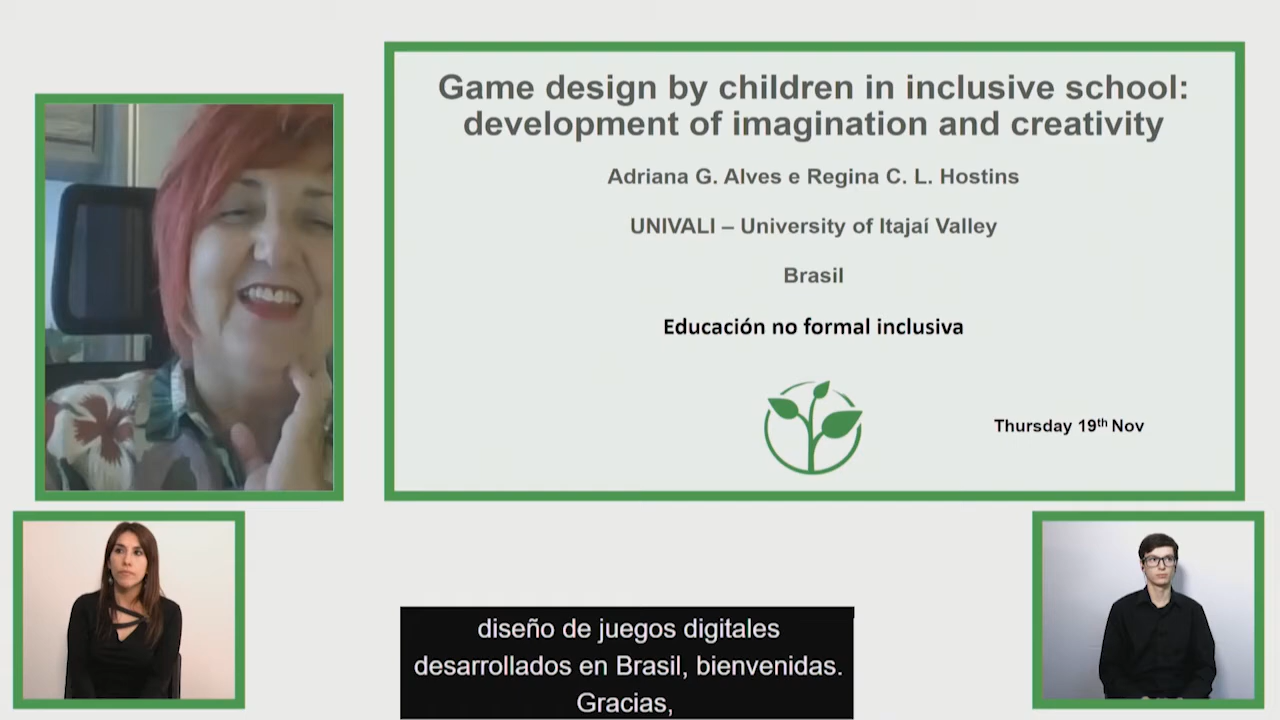 Game design by children in inclusive school:
development of imagination and creativity
Adriana G. Alves e Regina C. L. Hostins
UNIVALI – University of Itajaí Valley
Brasil
Educación no formal inclusiva
Thursday 19th Nov
diseño de juegos digitales
desarrollados en Brasil, bienvenidas.
Gracias,